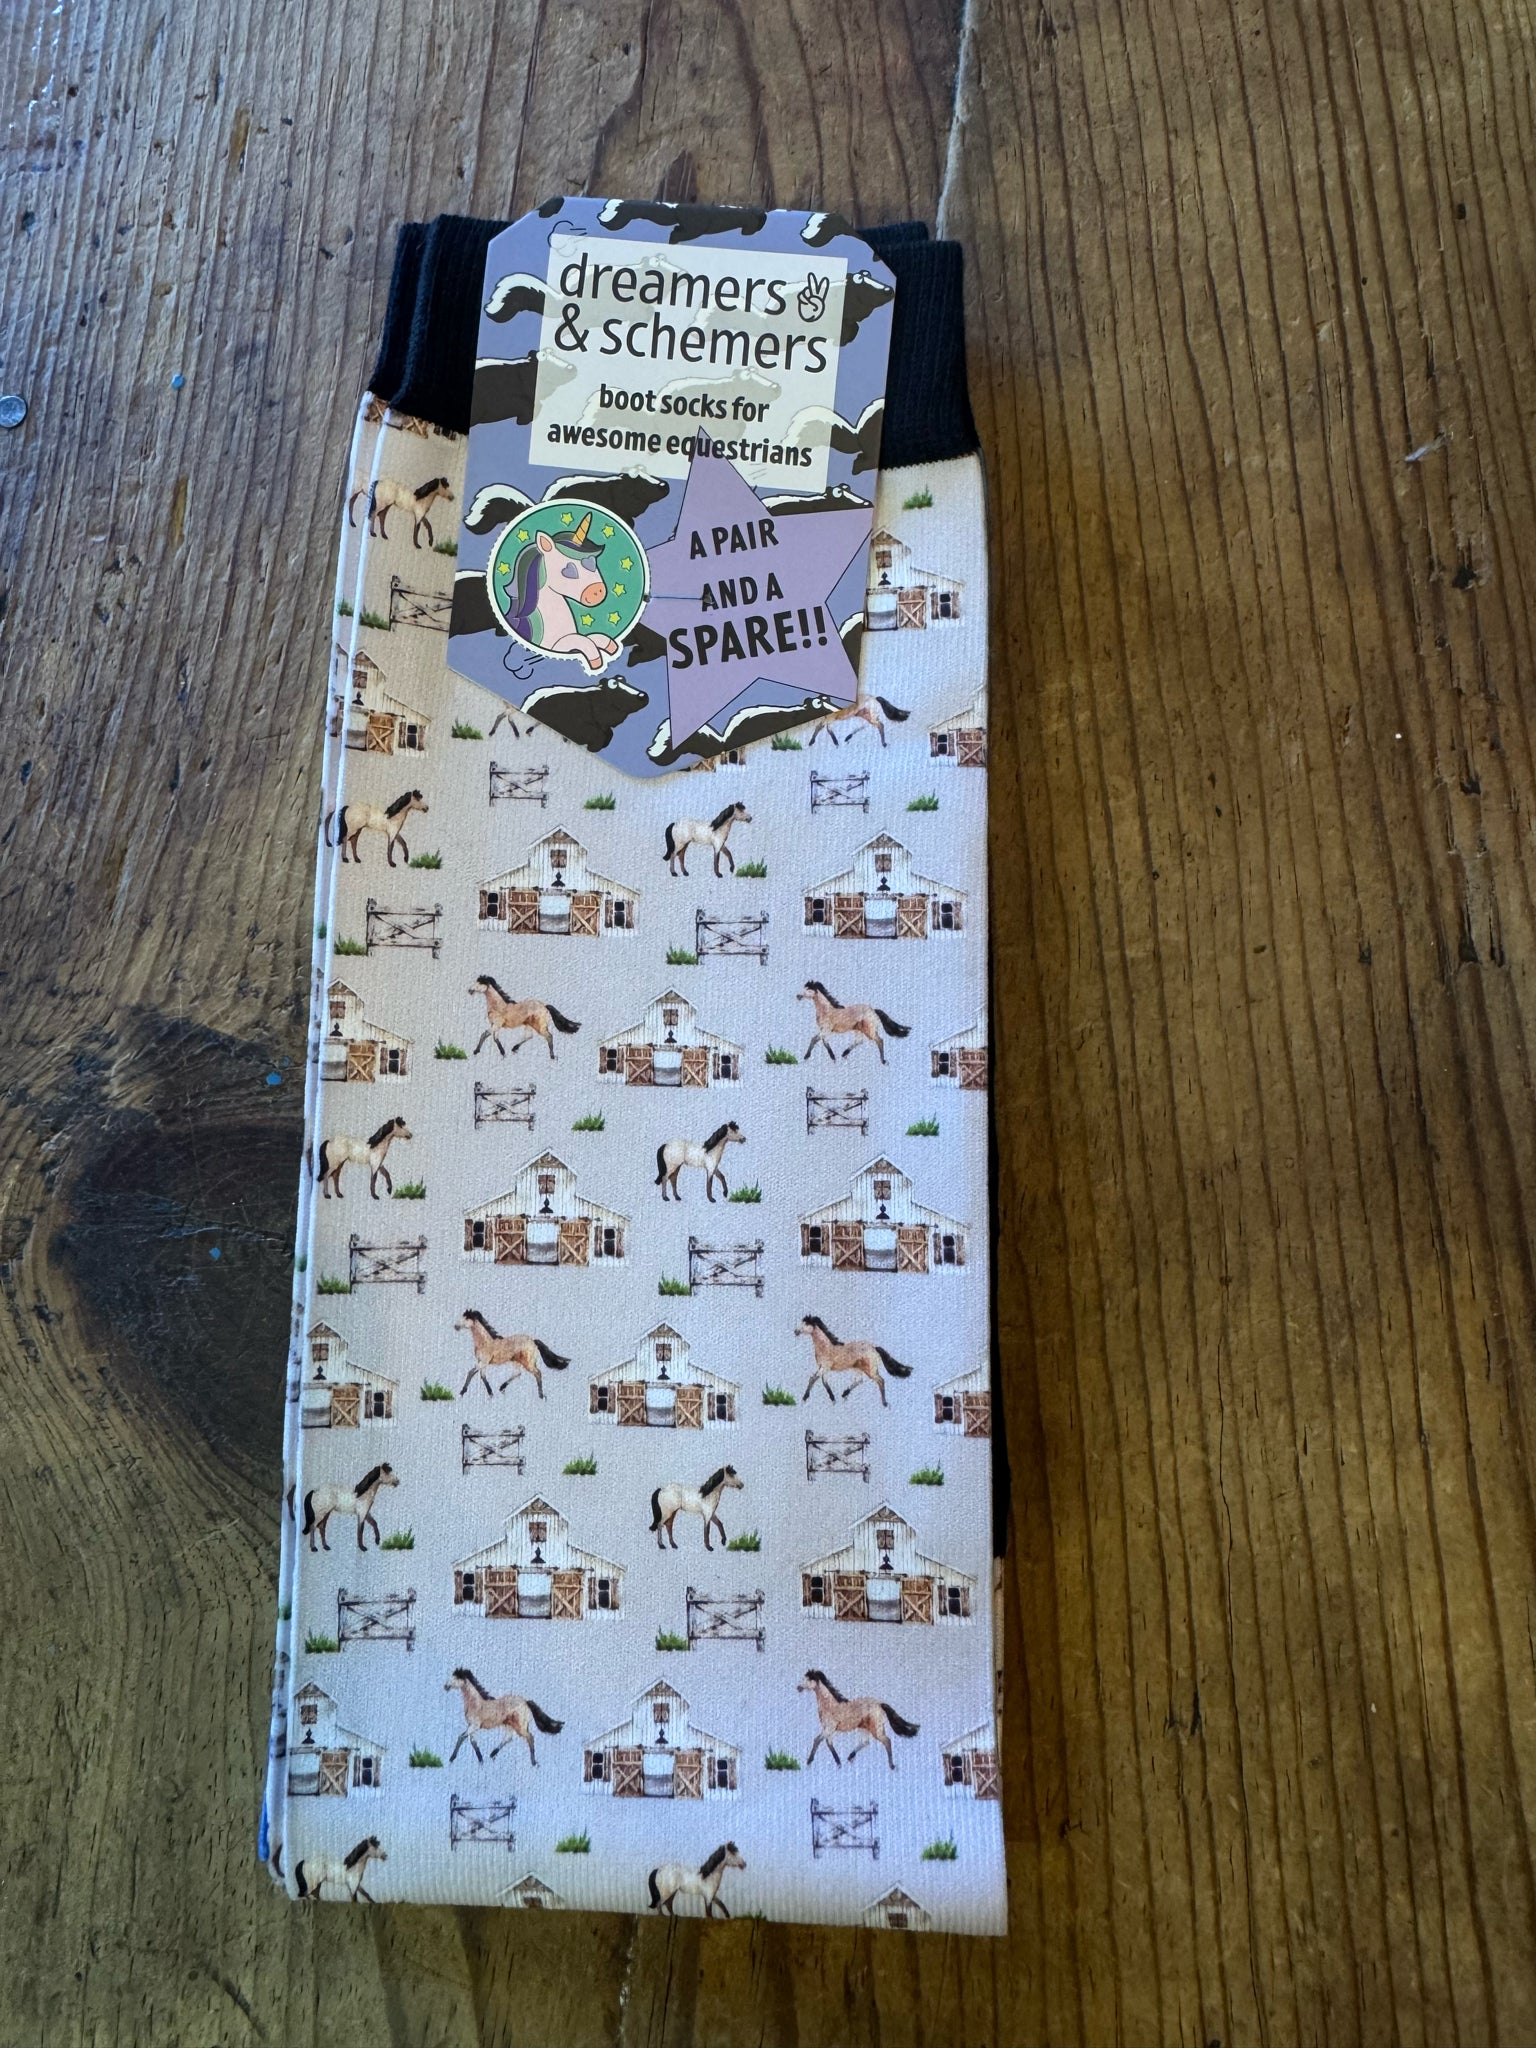 dreamers
& schemers
boot socks for
awesome equestrians
A PAIR
AND A
SPARE!!